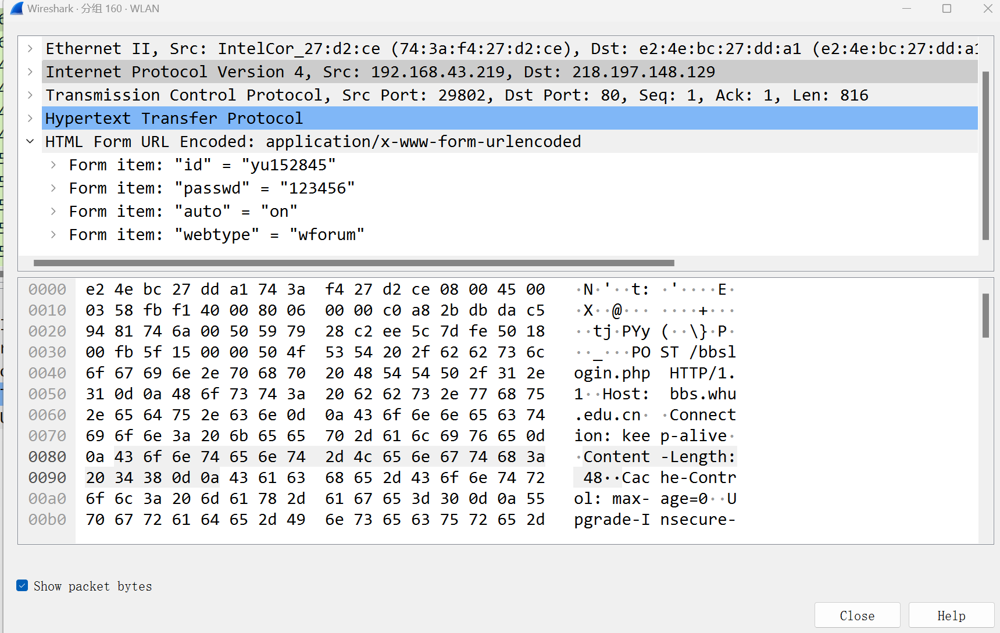 Wireshark · 分组 160 · WLAN
Ethernet II, Src: IntelCor_27:d2:ce (74:3a:f4:27:d2:ce), Dst: e2:4e:bc:27:dd:a1 (e2:4e:bc:27:dd:a1
Internet Protocol Version 4, Src: 192.168.43.219, Dst: 218.197.148.129
Transmission Control Protocol, Src Port: 29802, Dst Port: 80, Seq: 1, Ack: 1, Len: 816
Hypertext Transfer Protocol
HTML Form URL Encoded: application/x-www-form-urlencoded
Form item: "id" = "yu152845"
Form item: "passwd" = "123456"
Form item: "auto" = "on"
Form item: "webtype" = "wforum"
0000 e2 4e bc 27 dd a1 74 3a f4 27 d2 ce 08 00 45 00 ·N·'··t: ·'····E·
0010 03 58 fb f1 40 00 80 06 00 00 c0 a8 2b db da c5 ·X··@··· ····+···
0020 94 81 74 6a 00 50 59 79 28 c2 ee 5c 7d fe 50 18 ··tj·PYy (··\}·P·
0030 00 fb 5f 15 00 00 50 4f 53 54 20 2f 62 62 73 6c ··_···PO ST /bbsl
0040 6f 67 69 6e 2e 70 68 70 20 48 54 54 50 2f 31 2e ogin.php HTTP/1.
0050 31 0d 0a 48 6f 73 74 3a 20 62 62 73 2e 77 68 75 1··Host: bbs.whu
0060 2e 65 64 75 2e 63 6e 0d 0a 43 6f 6e 6e 65 63 74 .edu.cn· ·Connect
0070 69 6f 6e 3a 20 6b 65 65 70 2d 61 6c 69 76 65 0d ion: kee p-alive·
0080 0a 43 6f 6e 74 65 6e 74 2d 4c 65 6e 67 74 68 3a ·Content -Length:
0090 20 34 38 0d 0a 43 61 63 68 65 2d 43 6f 6e 74 72 48··Cac he-Contr
00a0 6f 6c 3a 20 6d 61 78 2d 61 67 65 3d 30 0d 0a 55 ol: max- age=0··U
00b0 70 67 72 61 64 65 2d 49 6e 73 65 63 75 72 65 2d pgrade-I nsecure-
Show packet bytes
Close
Help